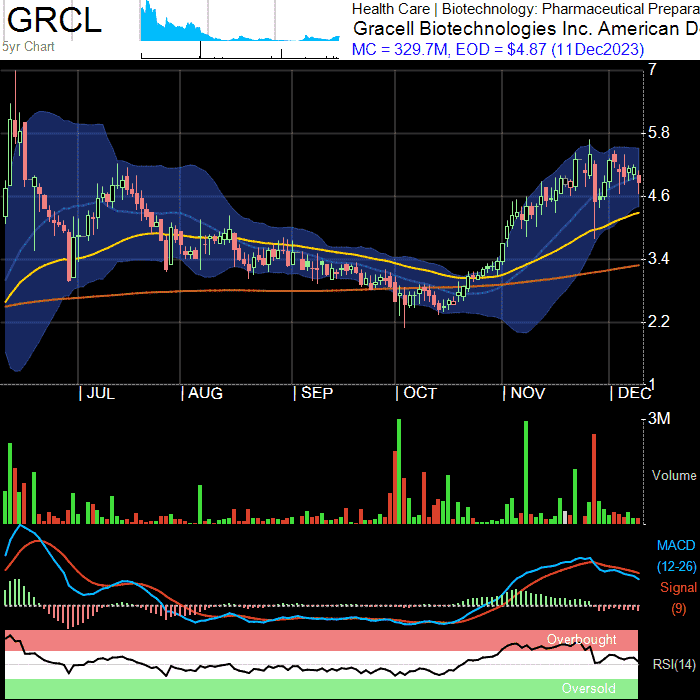 GRCL
5yr Chart
Health Care | Biotechnology: Pharmaceutical Prepara
Gracell Biotechnologies Inc. American D
MC = 329.7M, EOD = $4.87 (11Dec2023)
7
5.8
4.6
3.4
2.2
1
JUL
AUG
SEP
OCT
NOV
DEC
3M
Volume
MACD
(12-26)
Signal
(9)
Overbought
RSI(14)
Oversold